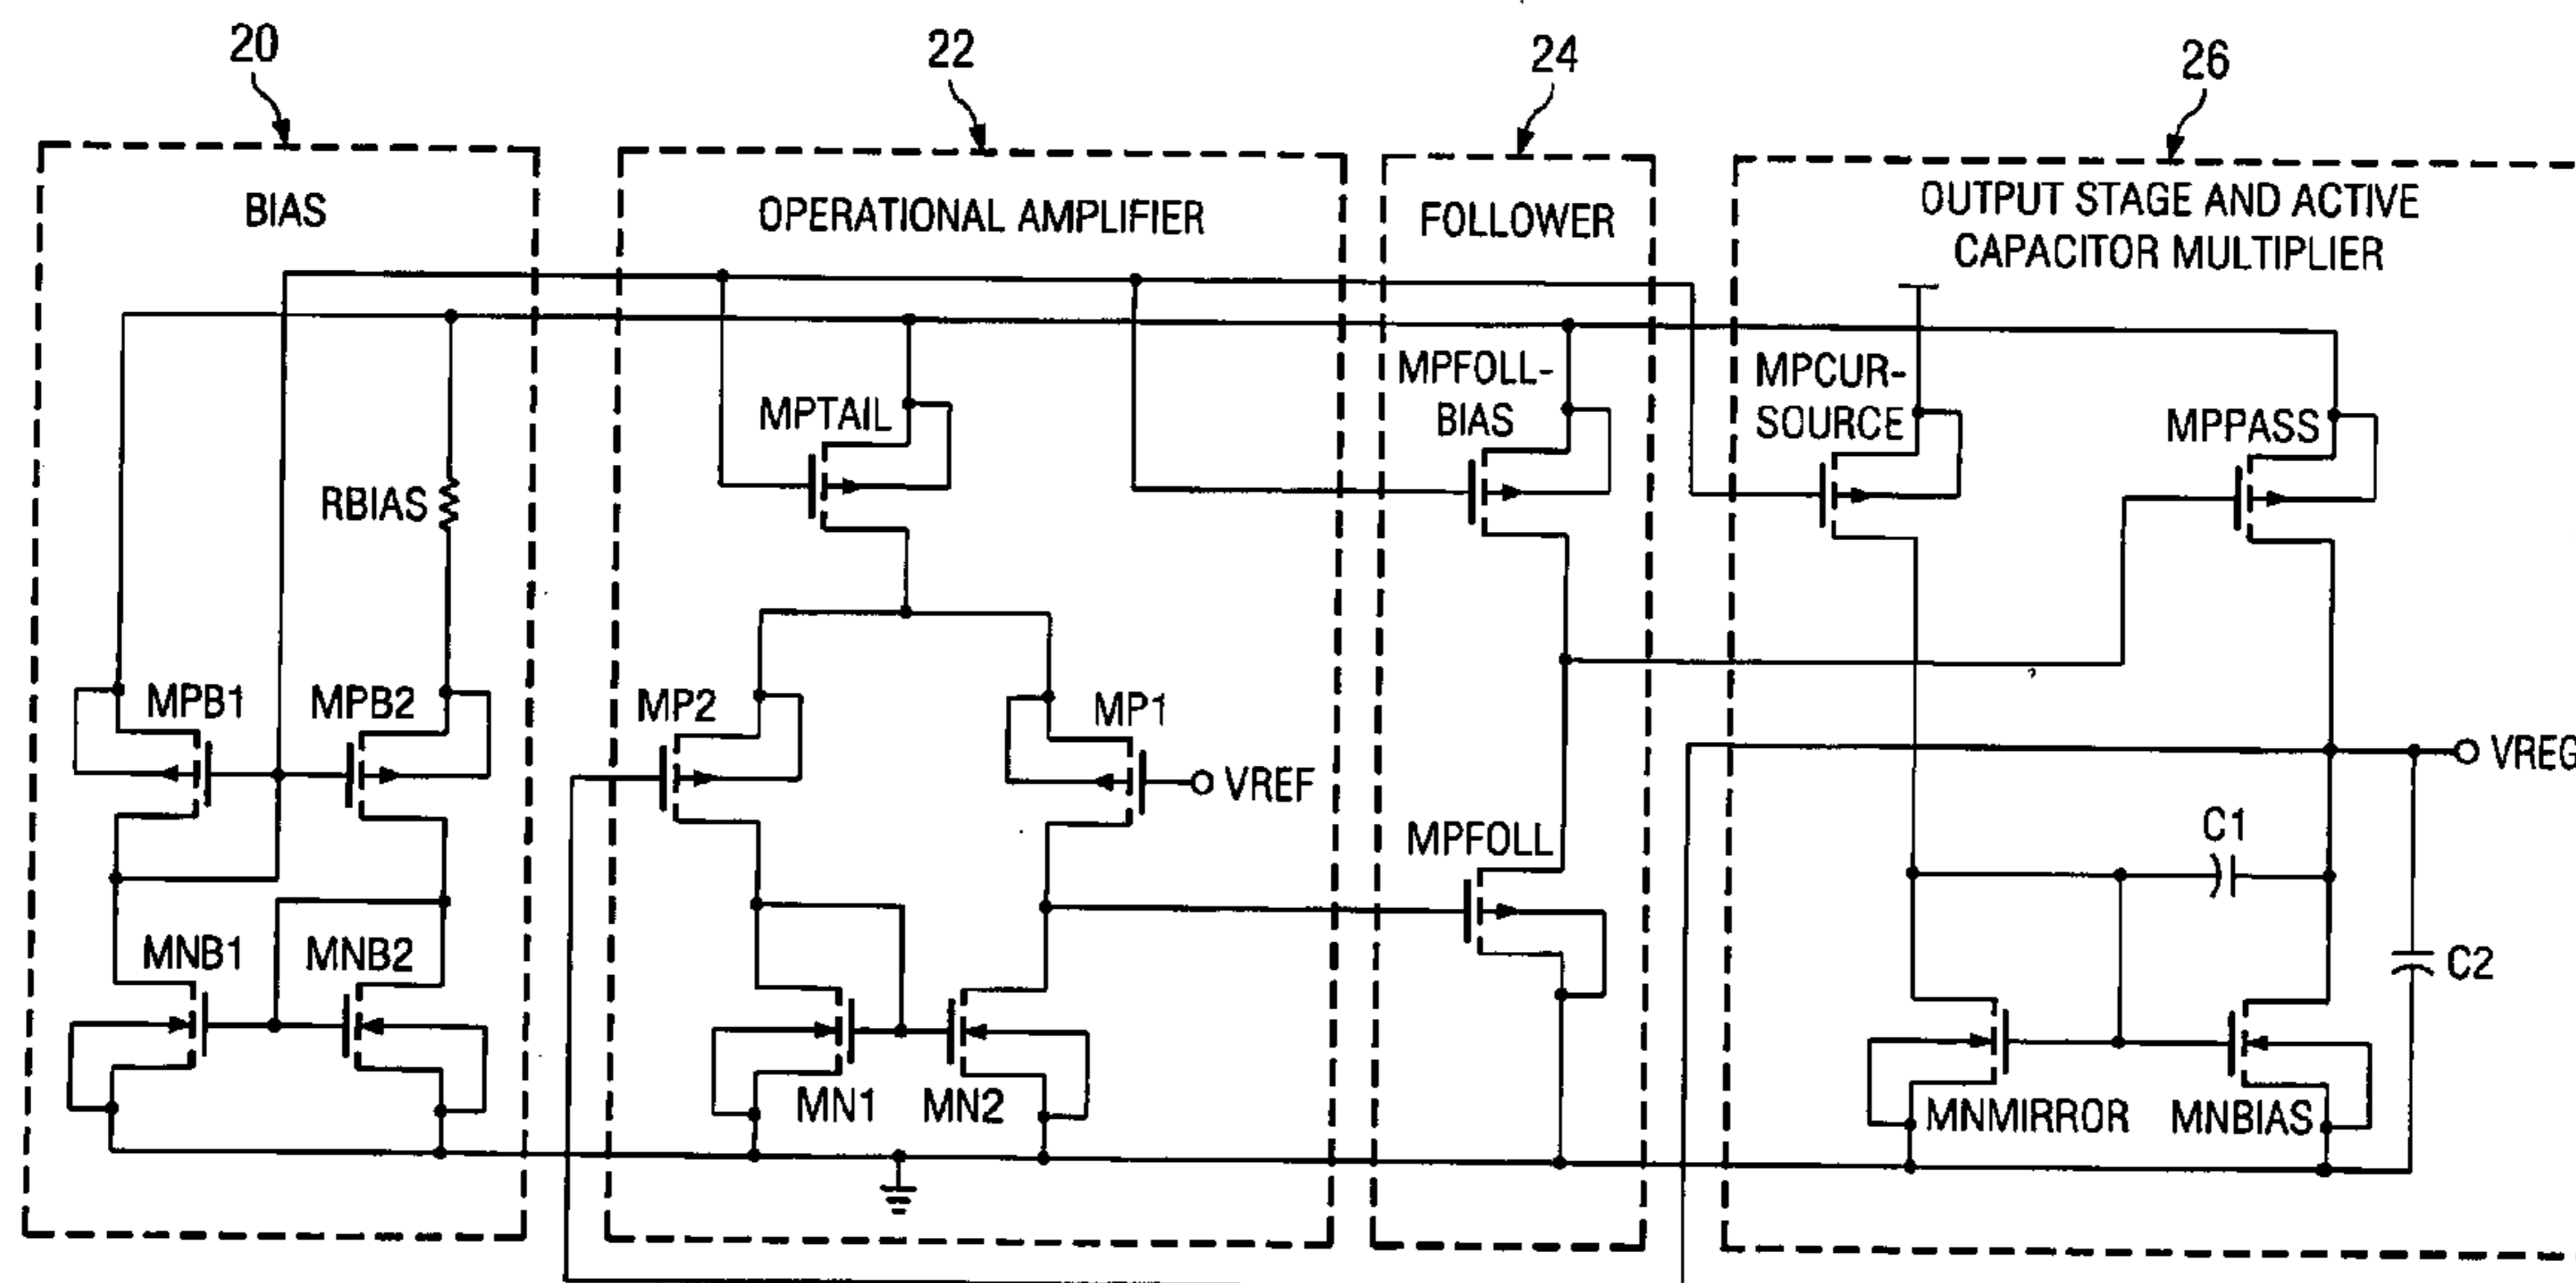 20
22
24
26
BIAS
OPERATIONAL AMPLIFIER
FOLLOWER
OUTPUT STAGE AND ACTIVE
CAPACITOR MULTIPLIER
MPTAIL
MPFOLL-
BIAS
MPCUR-
SOURCE
MPPASS
RBIAS
MPB1
MPB2
MP2
MP1
VREF
VREG
MPFOLL
C1
MNB1
MNB2
C2
MN1
MN2
MNMIRROR
MNBIAS